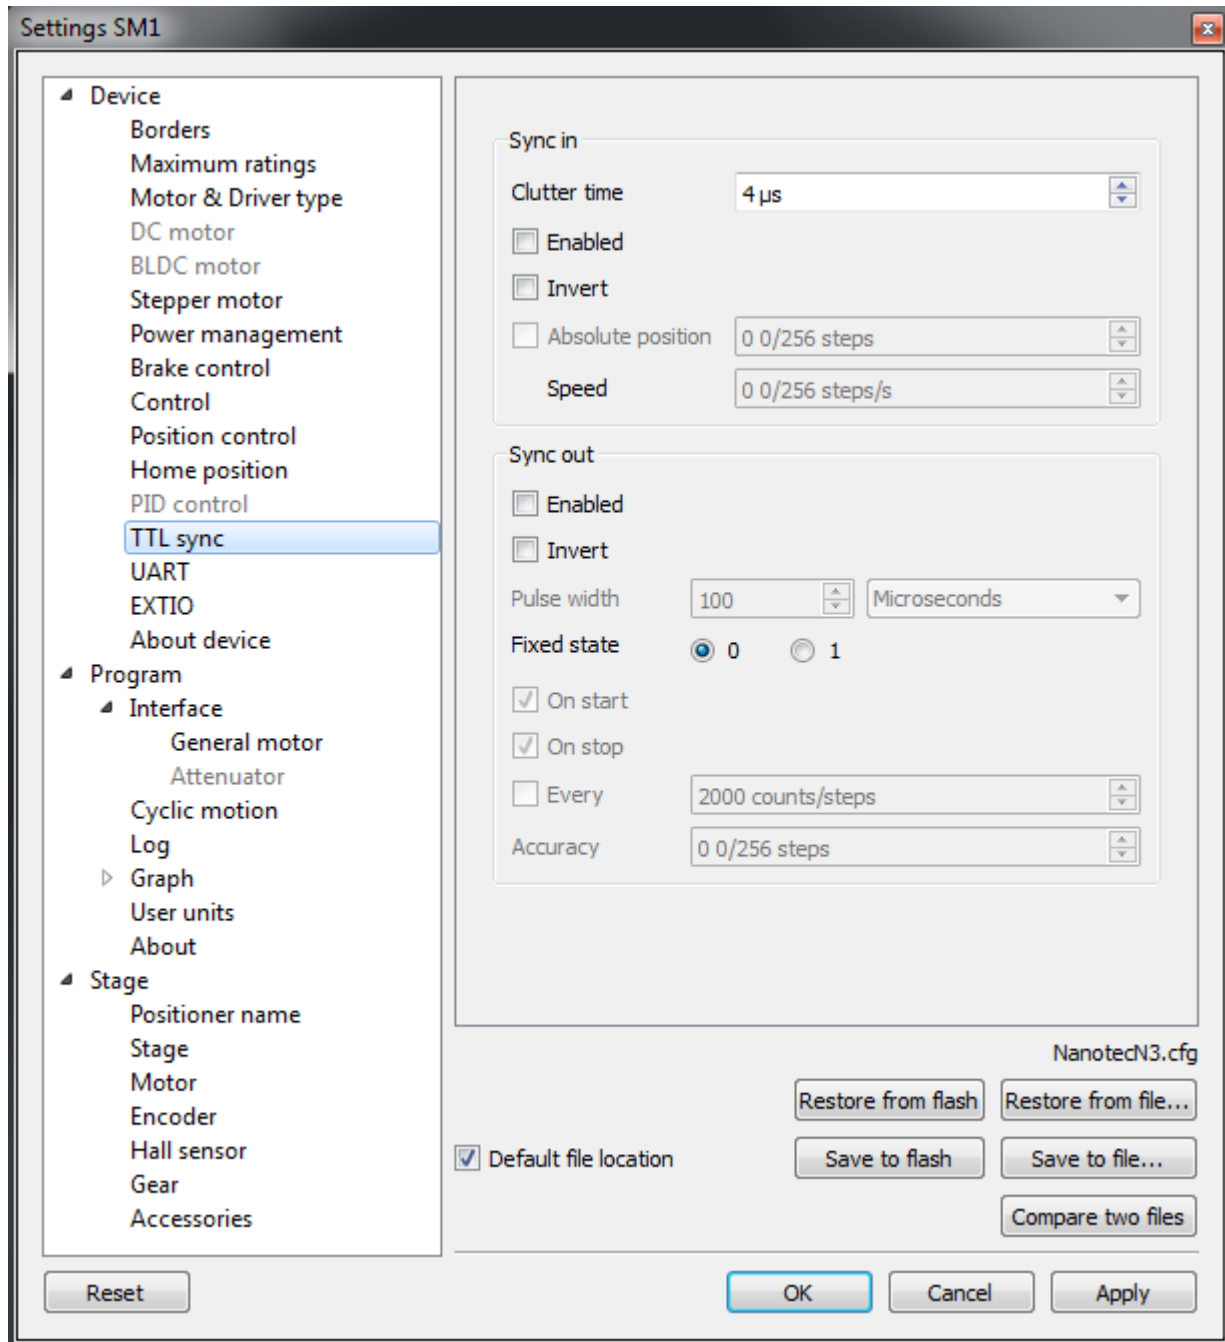 Settings SM1
Device
Borders
Maximum ratings
Motor & Driver type
DC motor
BLDC motor
Stepper motor
Power management
Brake control
Control
Position control
Home position
PID control
TTL sync
UART
EXTIO
About device
Program
Interface
General motor
Attenuator
Cyclic motion
Log
Graph
User units
About
Stage
Positioner name
Stage
Motor
Encoder
Hall sensor
Gear
Accessories
Sync in
Clutter time 4 µs
Enabled
Invert
Absolute position 0 0/256 steps
Speed 0 0/256 steps/s
Sync out
Enabled
Invert
Pulse width 100 Microseconds
Fixed state 0 1
On start
On stop
Every 2000 counts/steps
Accuracy 0 0/256 steps
NanotecN3.cfg
Restore from flash Restore from file...
Default file location Save to flash Save to file...
Compare two files
Reset OK Cancel Apply